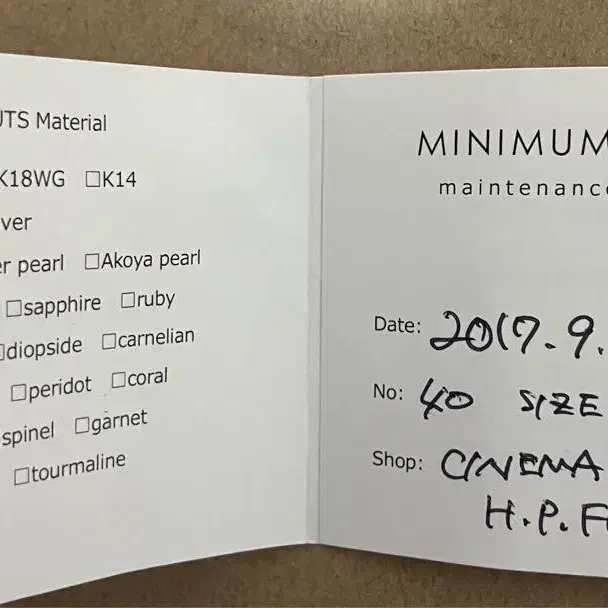 UTS Material
K18WG □K14
ver
er pearl □Akoya pearl
□sapphire □ruby
□diopside □carnelian
□peridot □coral
spinel □garnet
□tourmaline
MINIMUM
maintenance
Date: 2017.9.
No: 40 SIZE
Shop: CINEMA
H.P.F